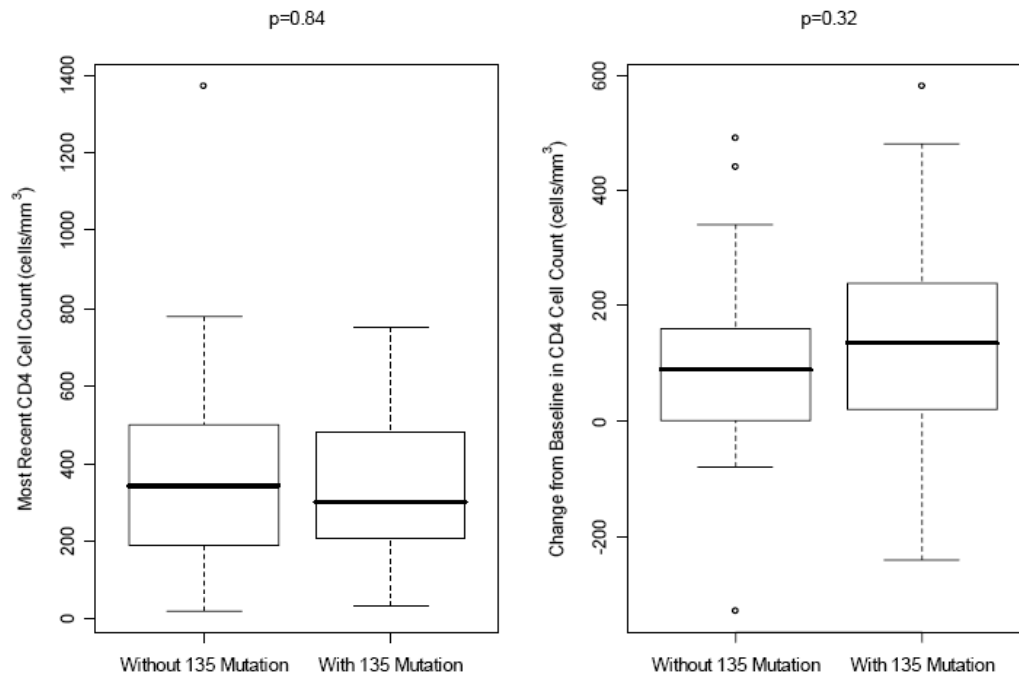 p=0.84
Most Recent CD4 Cell Count (cells/mm³)
1400
1200
1000
800
600
400
200
0
Without 135 Mutation
With 135 Mutation
p=0.32
Change from Baseline in CD4 Cell Count (cells/mm³)
600
400
200
0
-200
Without 135 Mutation
With 135 Mutation